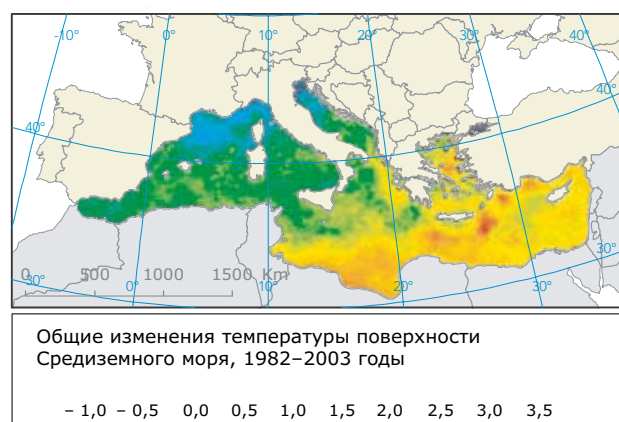 -10° 0° 10° 20° 30° 40°
40° 40°
30° 30°
0 500 1000 1500 Km
0° 20° 30°
Общие изменения температуры поверхности
Средиземного моря, 1982–2003 годы
– 1,0 – 0,5 0,0 0,5 1,0 1,5 2,0 2,5 3,0 3,5